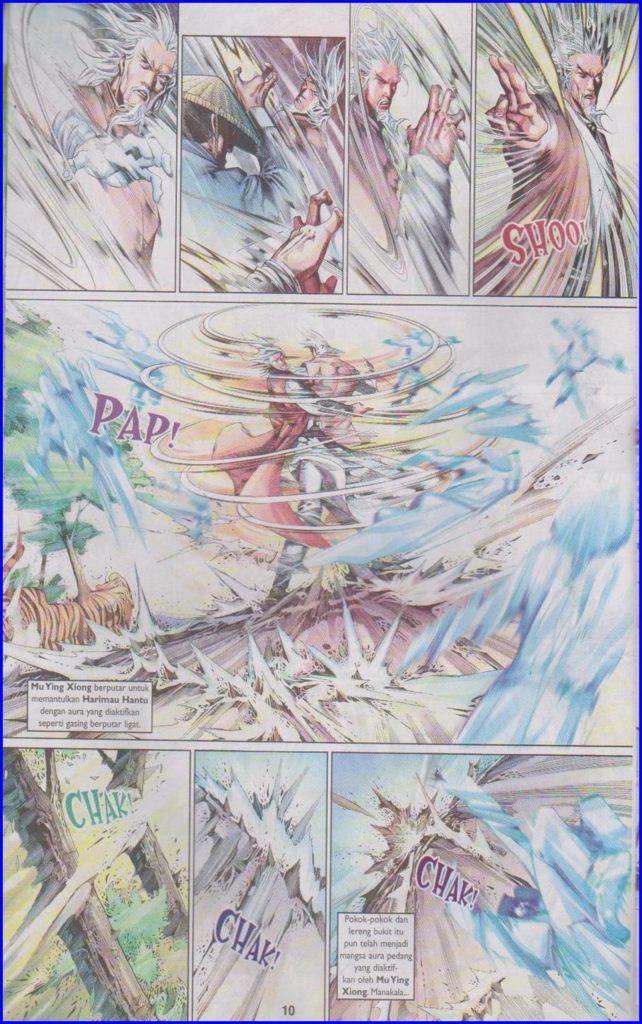 SHOO!
PAP!
Mu Ying Xiong berputar untuk
memantulkan Harimau Hantu
dengan aura yang diaktifkan
seperti gasing berputar ligat.
CHAK!
CHAK!
CHAK!
Pokok-pokok dan
lereng bukit itu
pun telah menjadi
mangsa aura pedang
yang diaktif-
kan oleh Mu Ying
Xiong. Manakala...
10